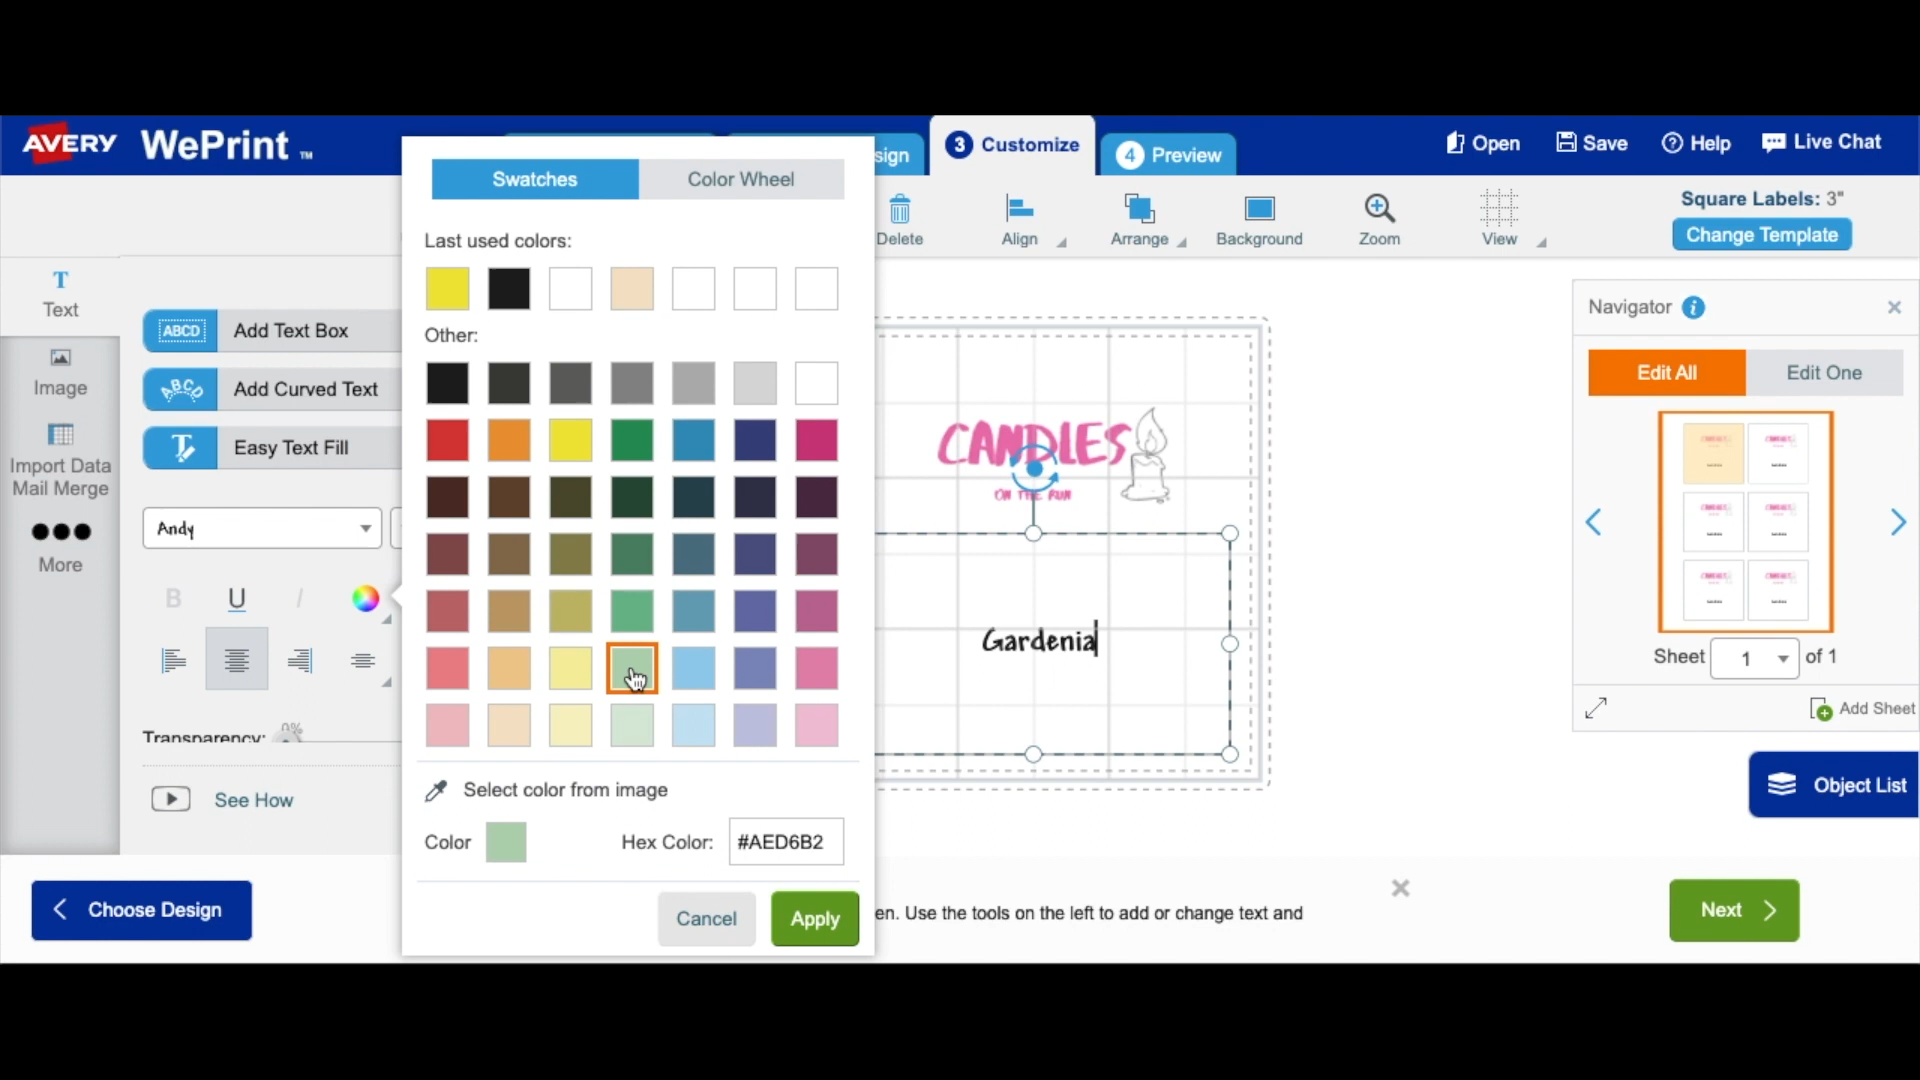 AVERY WePrint ™
sign
3 Customize
4 Preview
Open
Save
Help
Live Chat
Swatches
Color Wheel
Delete
Align
Arrange
Background
Zoom
View
Square Labels: 3"
Change Template
Last used colors:
Other:
Text
Image
Import Data
Mail Merge
More
ABCD Add Text Box
ABCD Add Curved Text
T Easy Text Fill
Andy
B U I
Transparency: 0%
See How
CANDLES
ON THE RUN
Gardenia
Navigator i
Edit All
Edit One
Sheet 1 of 1
Add Sheet
Object List
Select color from image
Color
Hex Color: #AED6B2
Cancel
Apply
Choose Design
en. Use the tools on the left to add or change text and
Next